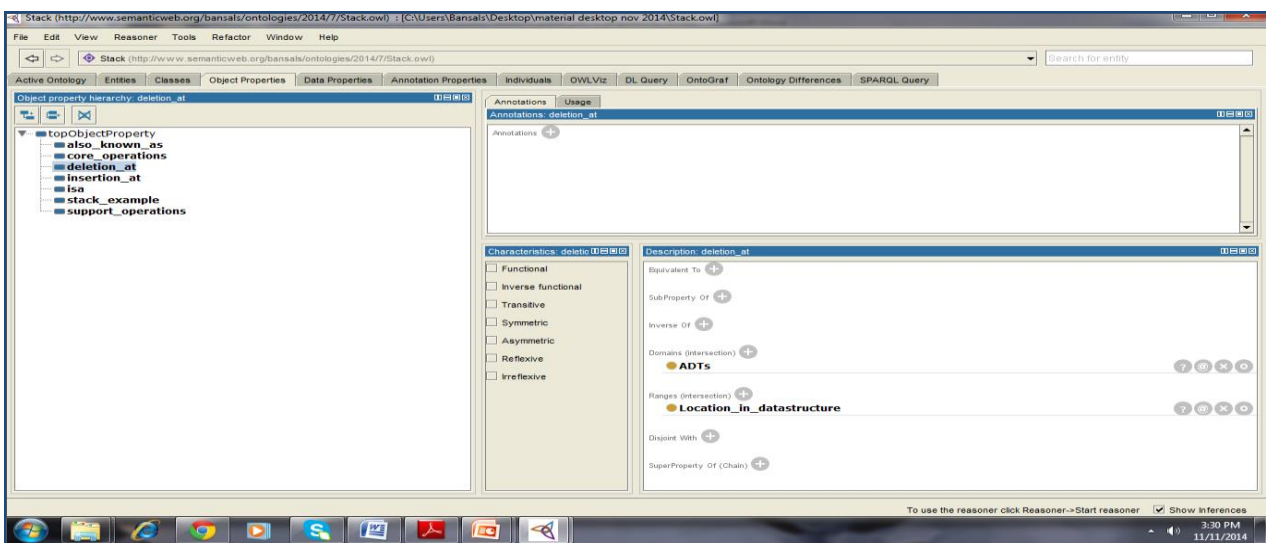 Stack (http://www.semanticweb.org/bansals/ontologies/2014/7/Stack.owl) : [C:\Users\Bansals\Desktop\material desktop nov 2014\Stack.owl]
File Edit View Reasoner Tools Refactor Window Help
Stack (http://www.semanticweb.org/bansals/ontologies/2014/7/Stack.owl) Search for entity
Active Ontology Entities Classes Object Properties Data Properties Annotation Properties Individuals OWLViz DL Query OntoGraf Ontology Differences SPARQL Query
Object property hierarchy: deletion_at
topObjectProperty
also_known_as
core_operations
deletion_at
insertion_at
isa
stack_example
support_operations
Annotations Usage
Annotations: deletion_at
Annotations
Characteristics: deletic
Functional
Inverse functional
Transitive
Symmetric
Asymmetric
Reflexive
Irreflexive
Description: deletion_at
Equivalent To
SubProperty Of
Inverse Of
Domains (intersection)
ADTs
Ranges (intersection)
Location_in_datastructure
Disjoint With
SuperProperty Of (Chain)
To use the reasoner click Reasoner->Start reasoner Show Inferences
3:30 PM
11/11/2014